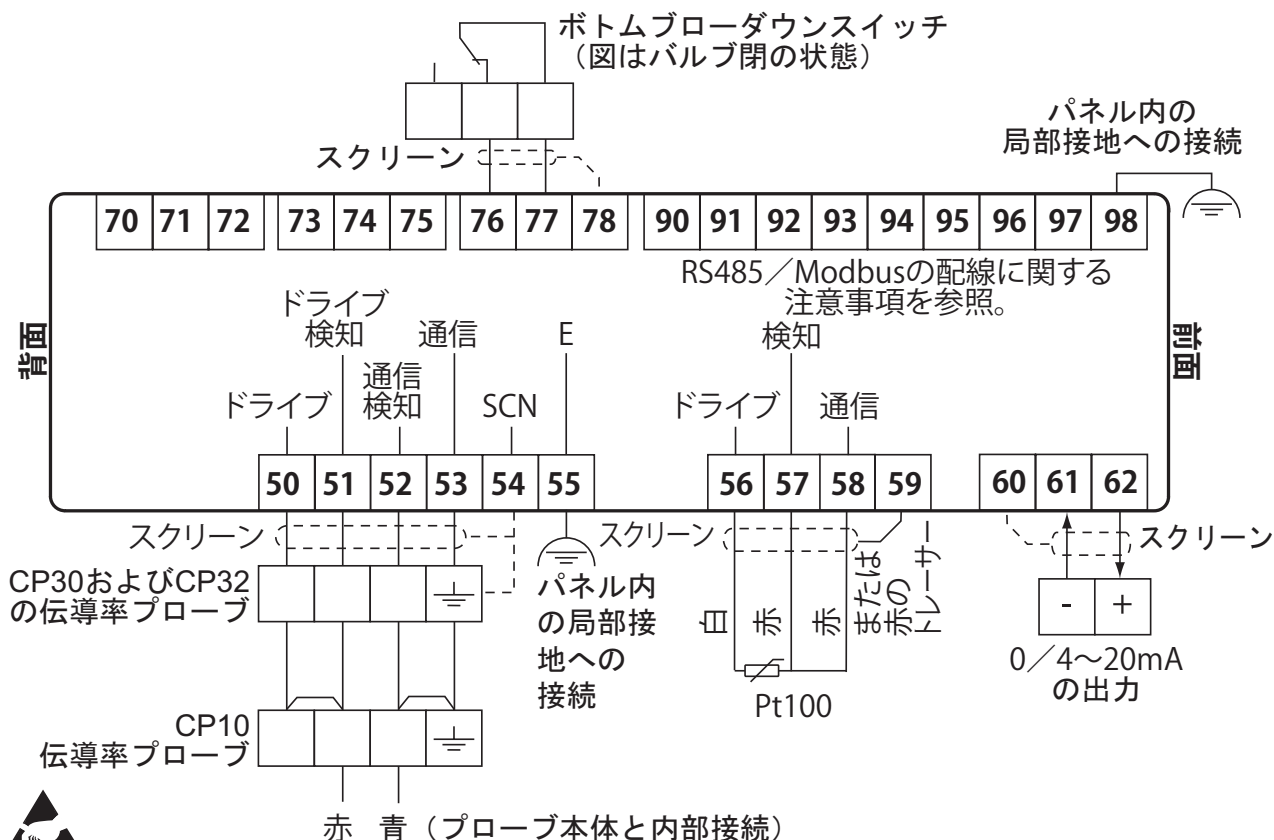 ボトムブローダウンスイッチ
（図はバルブ閉の状態）
パネル内の
局部接地への接続
スクリーン
70 71 72 73 74 75 76 77 78 90 91 92 93 94 95 96 97 98
RS485／Modbusの配線に関する
注意事項を参照。
背面
前面
ドライブ
検知
通信
E
検知
通信
検知
ドライブ
SCN
ドライブ
通信
50 51 52 53 54 55 56 57 58 59 60 61 62
スクリーン
スクリーン
スクリーン
CP30およびCP32
の伝導率プローブ
パネル内
の局部接
地への
接続
白
赤
赤
または
赤の
トレーサー
- +
0／4～20mA
の出力
Pt100
CP10
伝導率プローブ
赤 青（プローブ本体と内部接続）